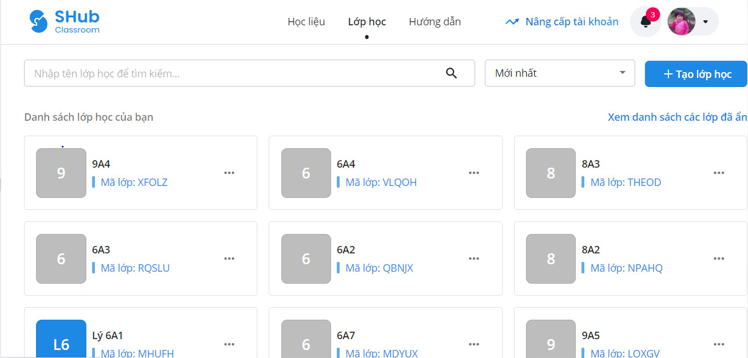 SHub
Classroom
Học liệu
Lớp học
Hướng dẫn
Nâng cấp tài khoản
3
Nhập tên lớp học để tìm kiếm...
Mới nhất
+ Tạo lớp học
Danh sách lớp học của bạn
Xem danh sách các lớp đã ẩn
9
9A4
Mã lớp: XFOLZ
6
6A4
Mã lớp: VLQOH
8
8A3
Mã lớp: THEOD
6
6A3
Mã lớp: RQSLU
6
6A2
Mã lớp: QBNJX
8
8A2
Mã lớp: NPAHQ
L6
Lý 6A1
Mã lớp: MHUFH
6
6A7
Mã lớp: MDYUX
9
9A5
Mã lớp: LOXGV